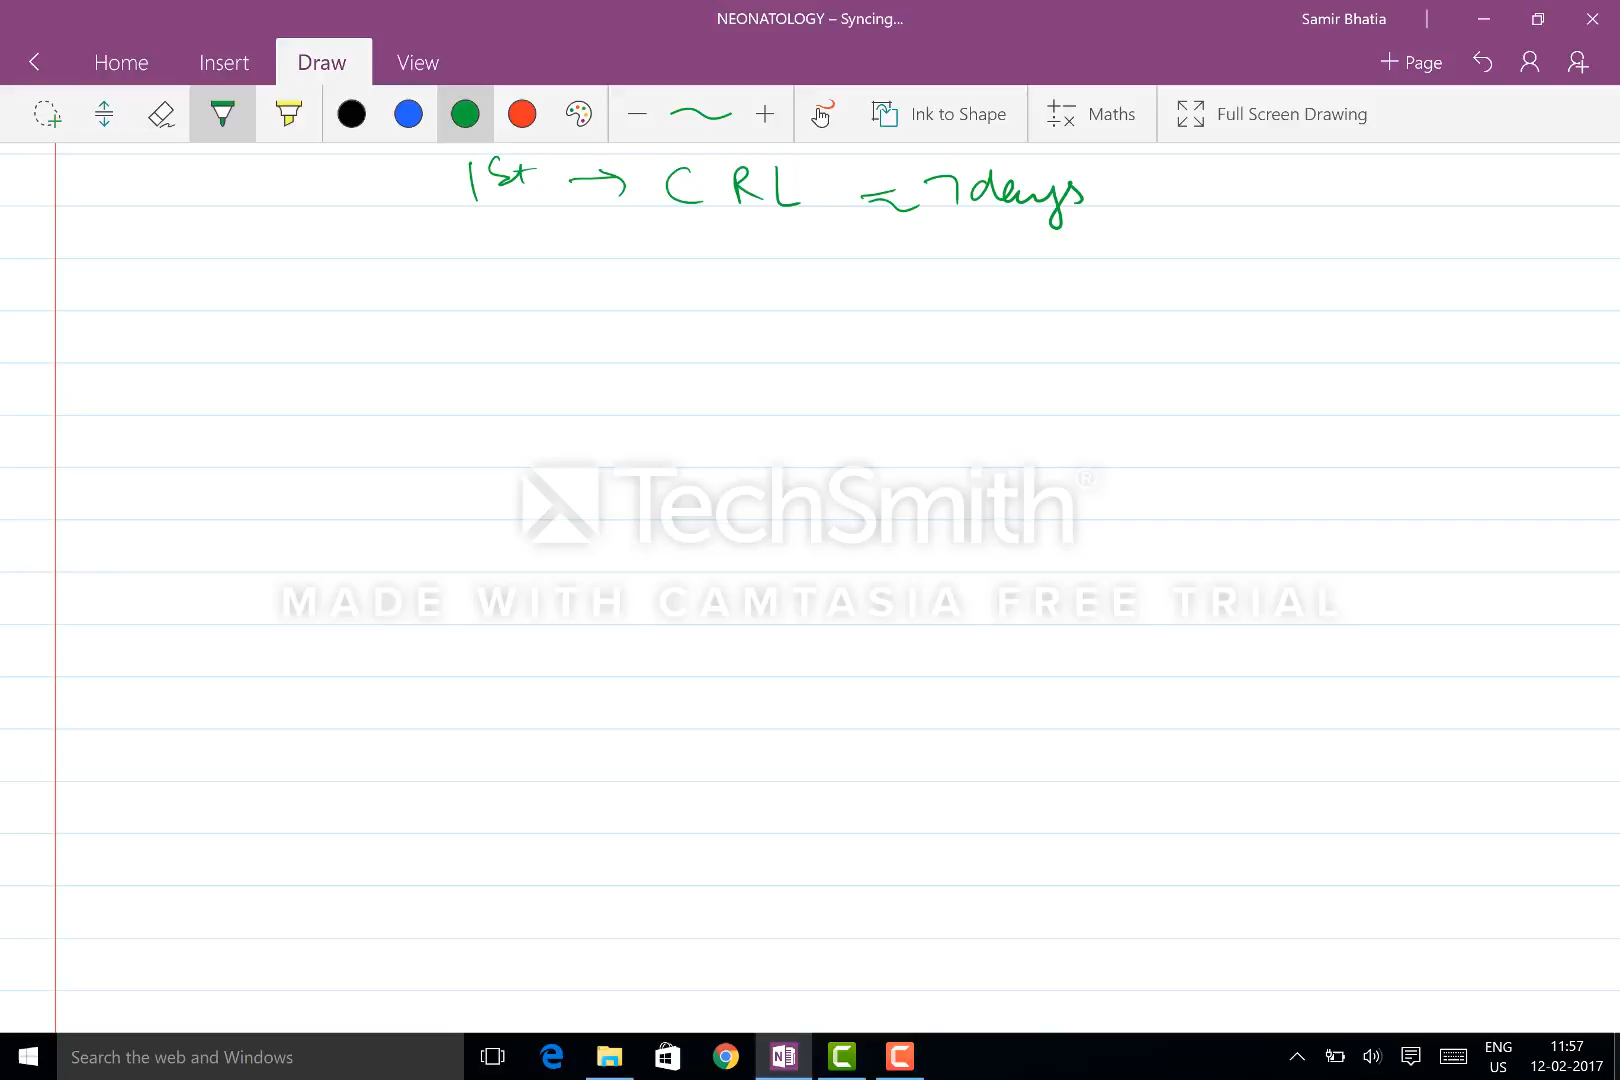 NEONATOLOGY – Syncing...
Samir Bhatia
Home Insert Draw View
Page
Ink to Shape Maths Full Screen Drawing
1st → CRL ≈ 7 days
TechSmith®
MADE WITH CAMTASIA FREE TRIAL
Search the web and Windows
ENG
US
11:57
12-02-2017